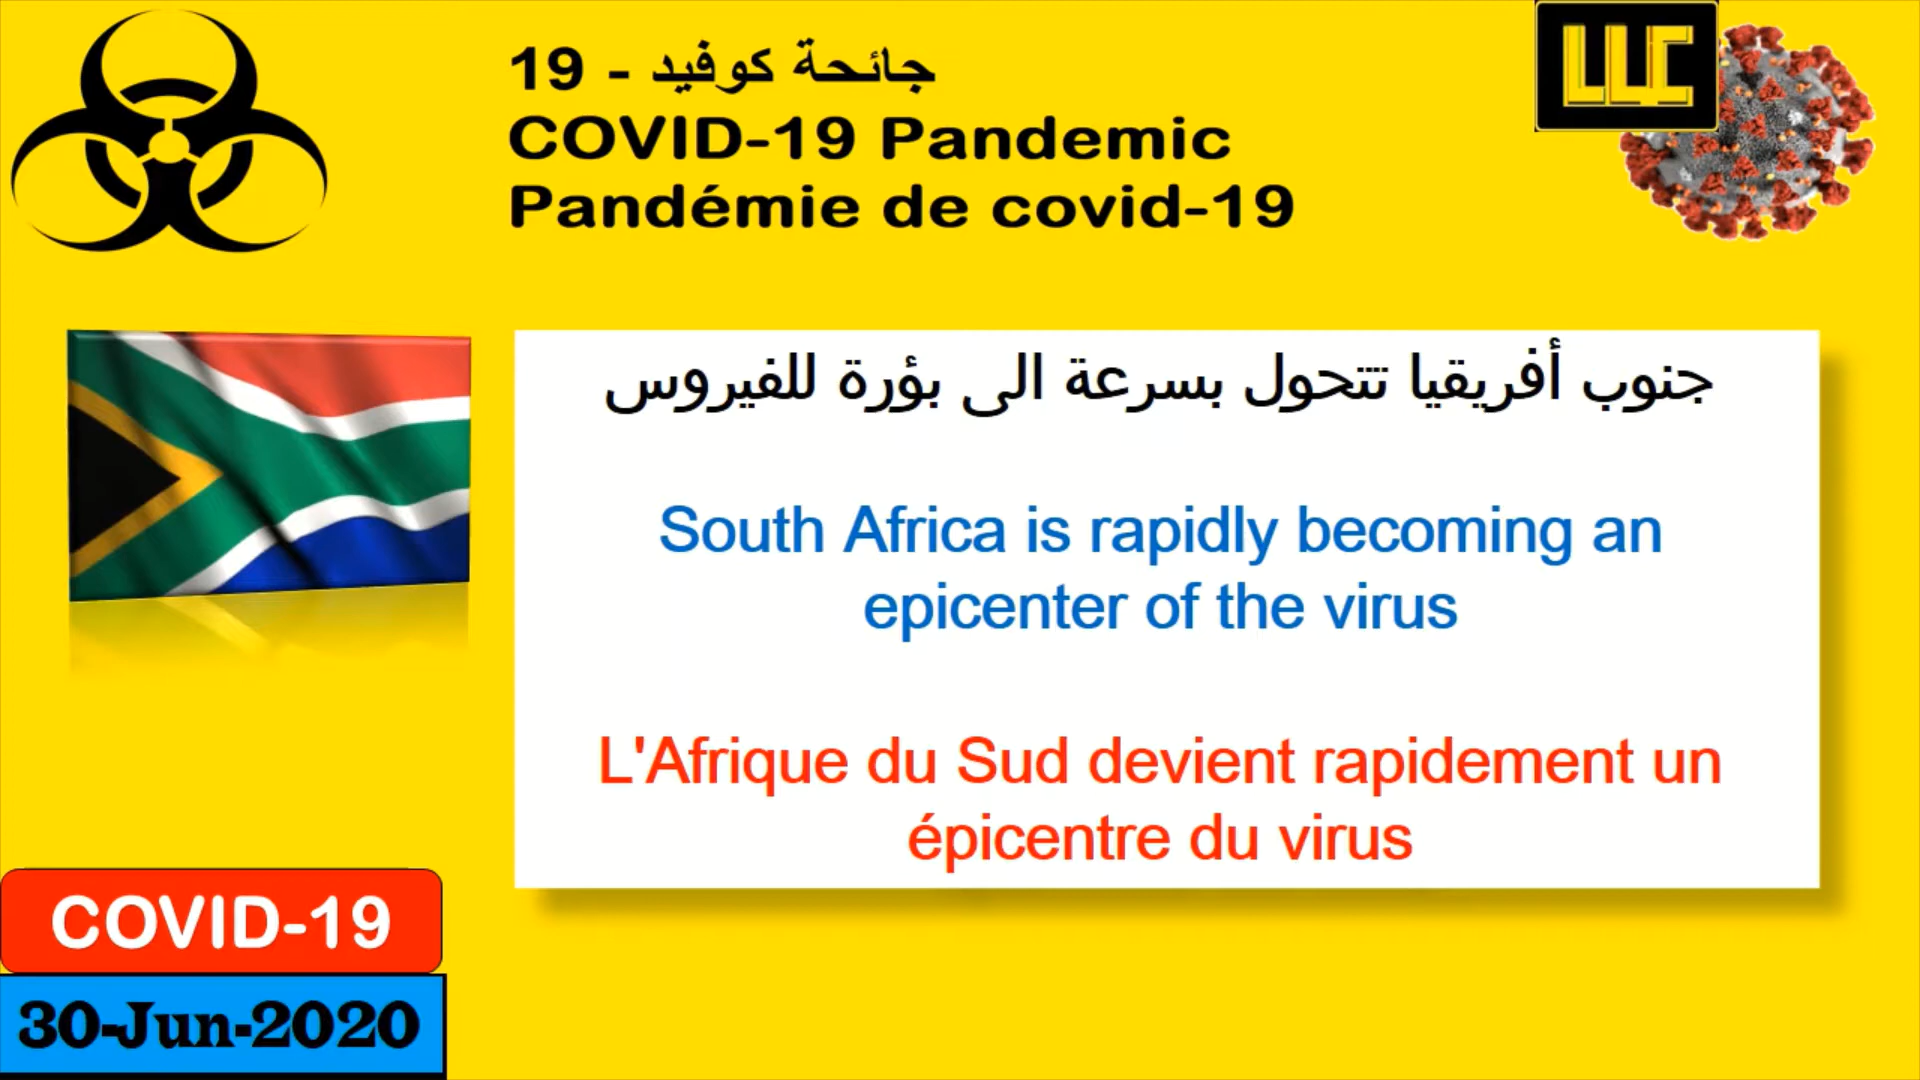 جائحة كوفيد - 19
COVID-19 Pandemic
Pandémie de covid-19
LLC
جنوب أفريقيا تتحول بسرعة الى بؤرة للفيروس
South Africa is rapidly becoming an
epicenter of the virus
L'Afrique du Sud devient rapidement un
épicentre du virus
COVID-19
30-Jun-2020